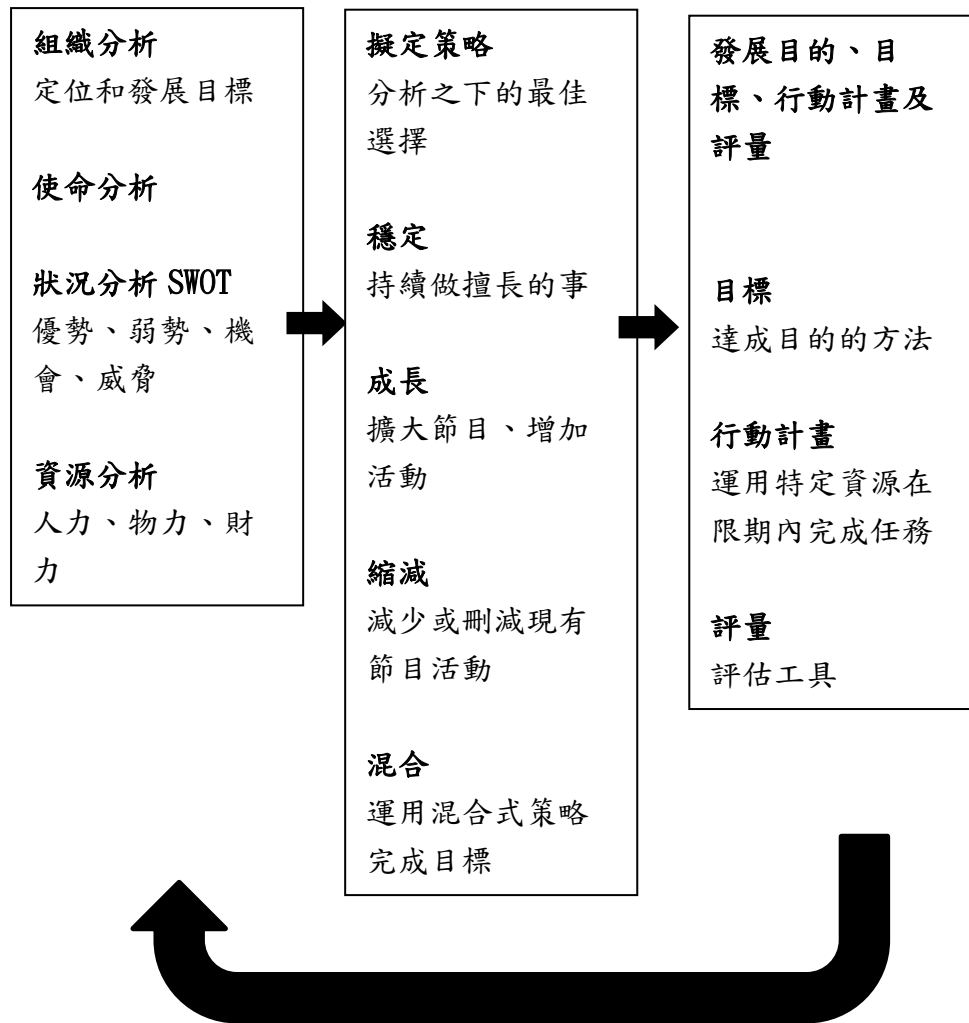 組織分析
定位和發展目標
使命分析
狀況分析 SWOT
優勢、弱勢、機
會、威脅
資源分析
人力、物力、財
力
擬定策略
分析之下的最佳
選擇
穩定
持續做擅長的事
成長
擴大節目、增加
活動
縮減
減少或刪減現有
節目活動
混合
運用混合式策略
完成目標
發展目的、目
標、行動計畫及
評量
目標
達成目的的方法
行動計畫
運用特定資源在
限期內完成任務
評量
評估工具